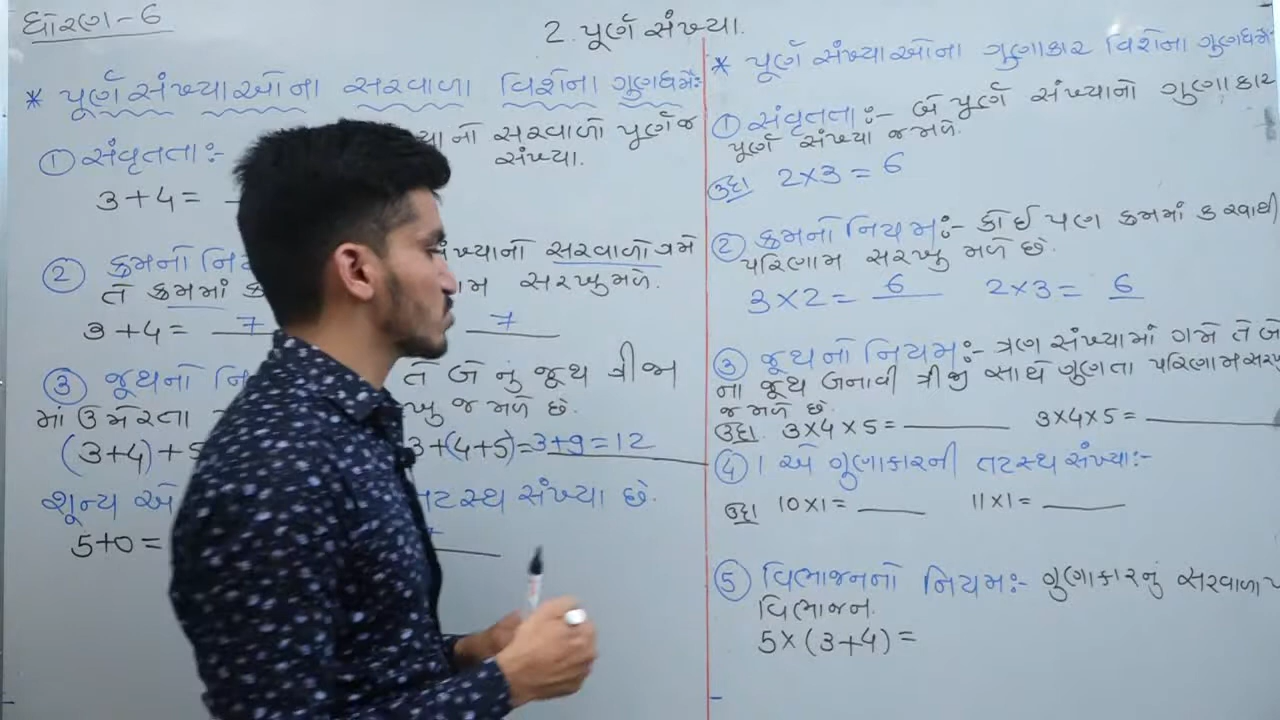 ધોરણ - 6
2. પૂર્ણ સંખ્યા.
* પૂર્ણ સંખ્યાઓના સરવાળા વિશેના ગુણધર્મ:
① સંવૃતતા:- નો સરવાળો પૂર્ણ જ
સંખ્યા.
3+4=
② ક્રમનો સંખ્યાનો સરવાળો ગમે
તે ક્રમમાં સરખુ મળે.
3+4= 7 7
③ જૂથનો તે બે નું જૂથ ત્રીજા
માં ઉમેરતા જ મળે છે.
(3+4)+5 3+(4+5)=3+9=12
શૂન્ય એ તટસ્થ સંખ્યા છે.
5+0=
* પૂર્ણ સંખ્યાઓના ગુણાકાર વિશેના ગુણધર્મ
① સંવૃતતા:- બે પૂર્ણ સંખ્યાનો ગુણાકાર
પૂર્ણ સંખ્યા જ મળે.
ઉદા 2×3=6
② ક્રમનો નિયમ:- કોઈ પણ ક્રમમાં કરવાથી
પરિણામ સરખુ મળે છે.
3×2= 6 2×3= 6
③ જૂથનો નિયમ:- ત્રણ સંખ્યામાં ગમે તે બે
ના જૂથ બનાવી ત્રીજી સાથે ગુણતા પરિણામ
જ મળે છે.
ઉદા. 3×4×5= ______ 3×4×5= ______
④ 1 એ ગુણાકારની તટસ્થ સંખ્યા:-
ઉદા 10×1= ____ 11×1= ____
⑤ વિભાજનનો નિયમ:- ગુણાકારનું સરવાળા
વિભાજન.
5×(3+4)=